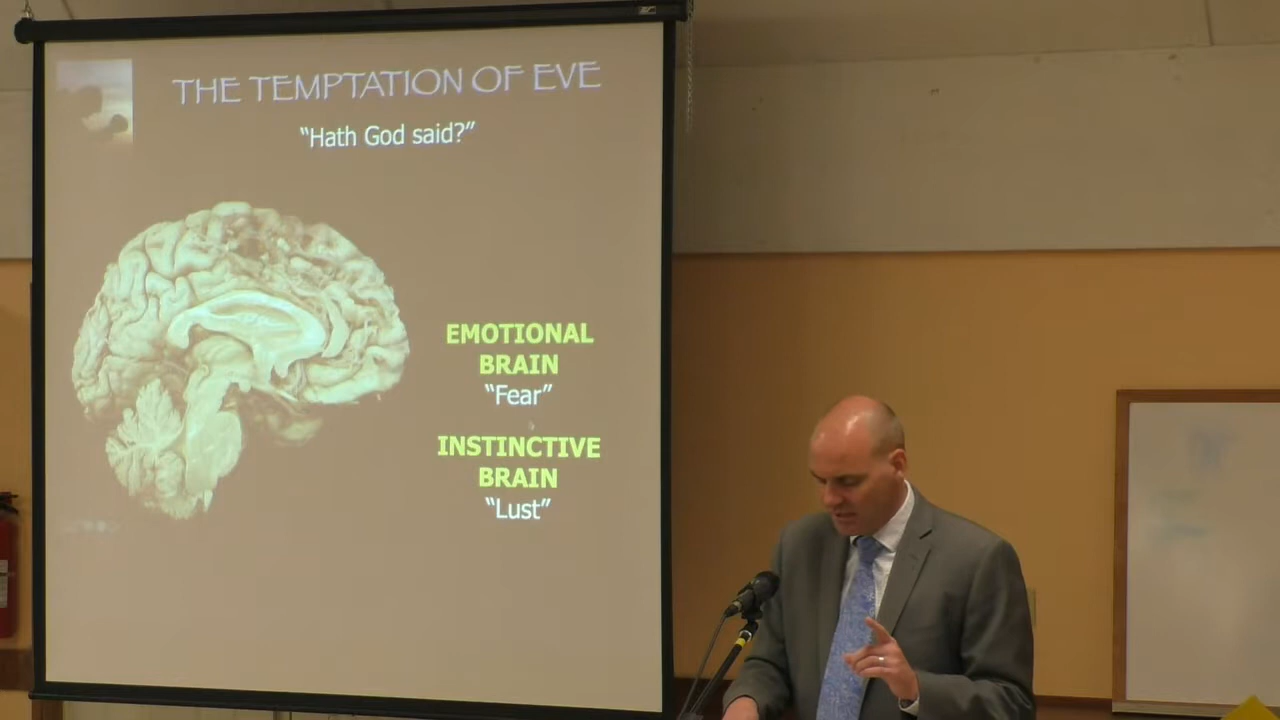 THE TEMPTATION OF EVE
“Hath God said?”
EMOTIONAL
BRAIN
“Fear”
INSTINCTIVE
BRAIN
“Lust”